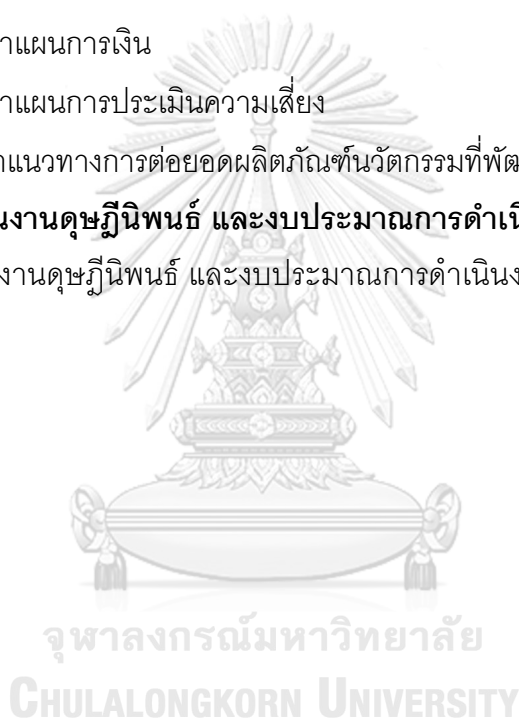 าแผนการเงิน
าแผนการประเมินความเสี่ยง
าแนวทางการต่อยอดผลิตภัณฑ์นวัตกรรมที่พัฒ
นงานดุษฎีนิพนธ์ และงบประมาณการดำเนิ
งานดุษฎีนิพนธ์ และงบประมาณการดำเนินง
จุฬาลงกรณ์มหาวิทยาลัย
CHULALONGKORN UNIVERSITY